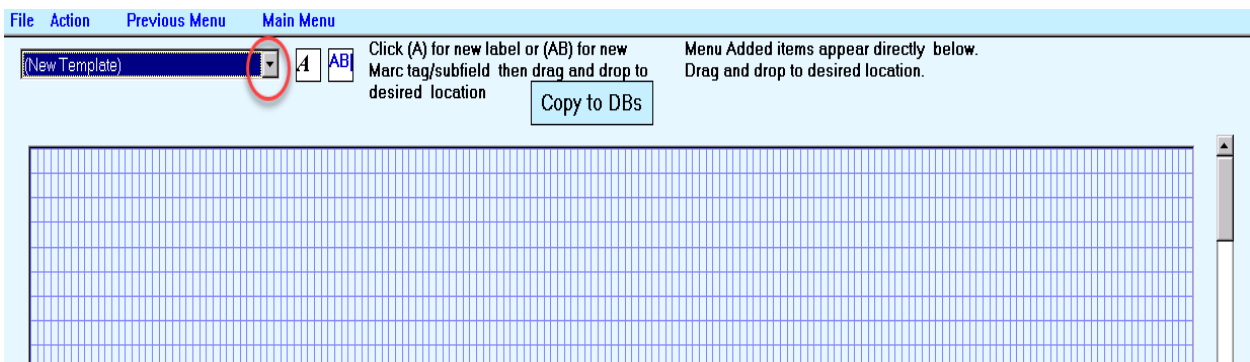 File Action Previous Menu Main Menu
(New Template)
A
AB
Click (A) for new label or (AB) for new
Marc tag/subfield then drag and drop to
desired location
Copy to DBs
Menu Added items appear directly below.
Drag and drop to desired location.